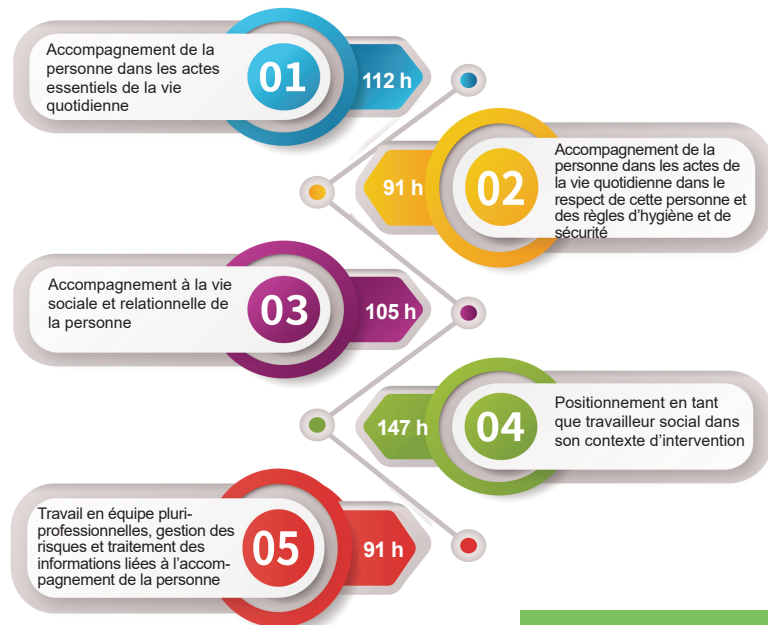 Accompagnement de la
personne dans les actes
essentiels de la vie
quotidienne
01
112 h
91 h
02
Accompagnement de la
personne dans les actes de
la vie quotidienne dans le
respect de cette personne et
des règles d’hygiène et de
sécurité
Accompagnement à la vie
sociale et relationnelle de
la personne
03
105 h
147 h
04
Positionnement en tant
que travailleur social dans
son contexte d’intervention
Travail en équipe pluri-
professionnelles, gestion des
risques et traitement des
informations liées à l’accom-
pagnement de la personne
05
91 h